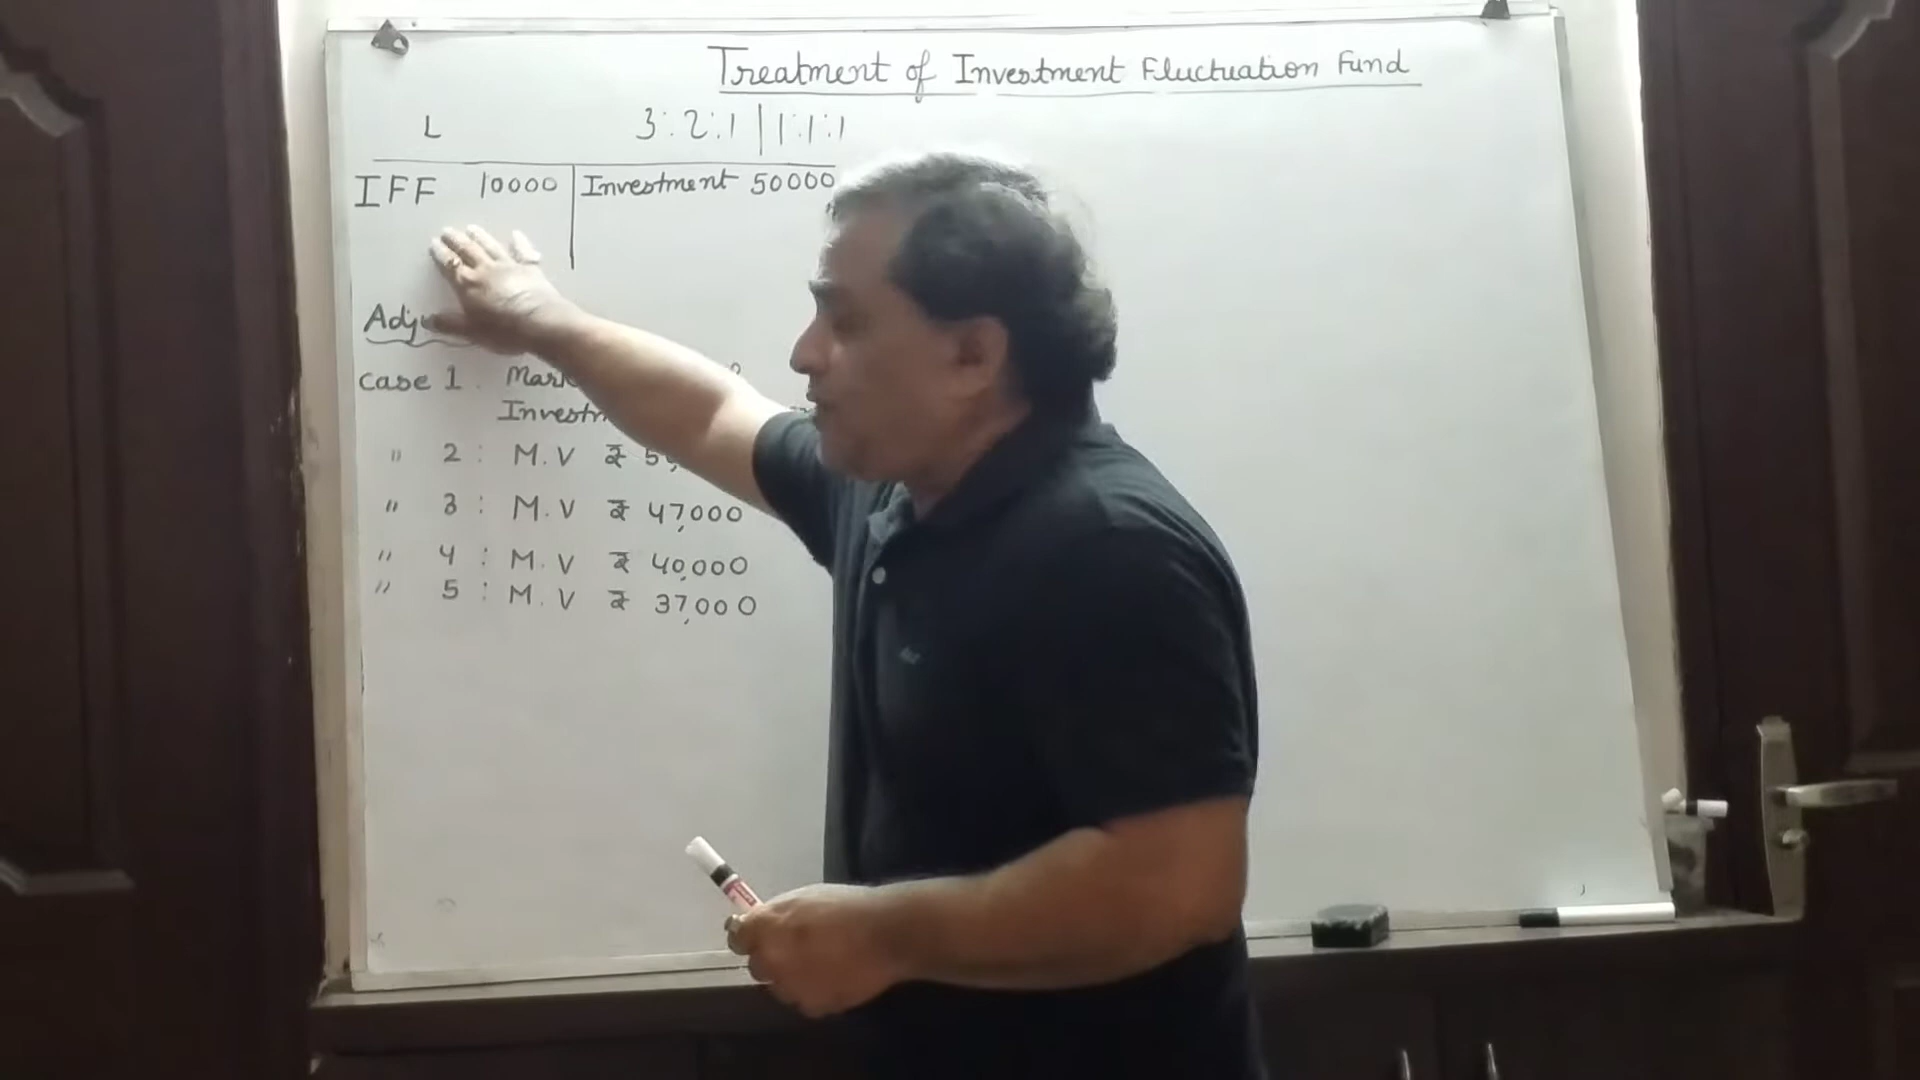 Treatment of Investment Fluctuation Fund
L 3:2:1 | 1:1:1
IFF 10000 Investment 50000
case 1.
" 2 : M.V ₹
" 3 : M.V ₹ 47,000
" 4 : M.V ₹ 40,000
" 5 : M.V ₹ 37,000